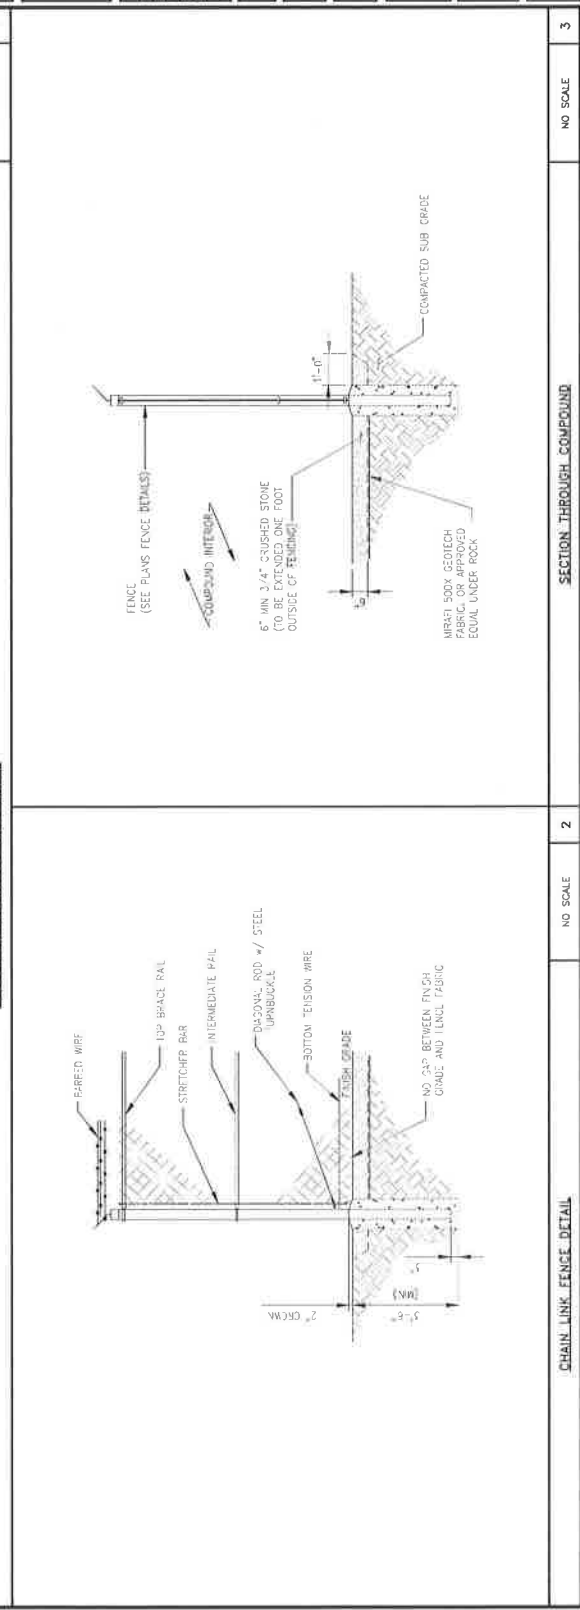 BARBED WIRE
TOP BRACE RAIL
STRETCHER BAR
INTERMEDIATE RAIL
DIAGONAL ROD W/ STEEL
TURNBUCKLE
BOTTOM TENSION WIRE
FINISH GRADE
NO GAP BETWEEN FINISH
GRADE AND FENCE FABRIC
2" CROWN
3'-6"
(MIN)
3"
CHAIN LINK FENCE DETAIL
NO SCALE
2
FENCE
(SEE PLANS FENCE DETAILS)
COMPOUND INTERIOR
6" MIN 3/4" CRUSHED STONE
(TO BE EXTENDED ONE FOOT
OUTSIDE OF FENCING)
1'-0"
6"
MIRAFI 500X GEOTECH
FABRIC, OR APPROVED
EQUAL UNDER ROCK
COMPACTED SUB GRADE
SECTION THROUGH COMPOUND
NO SCALE
3